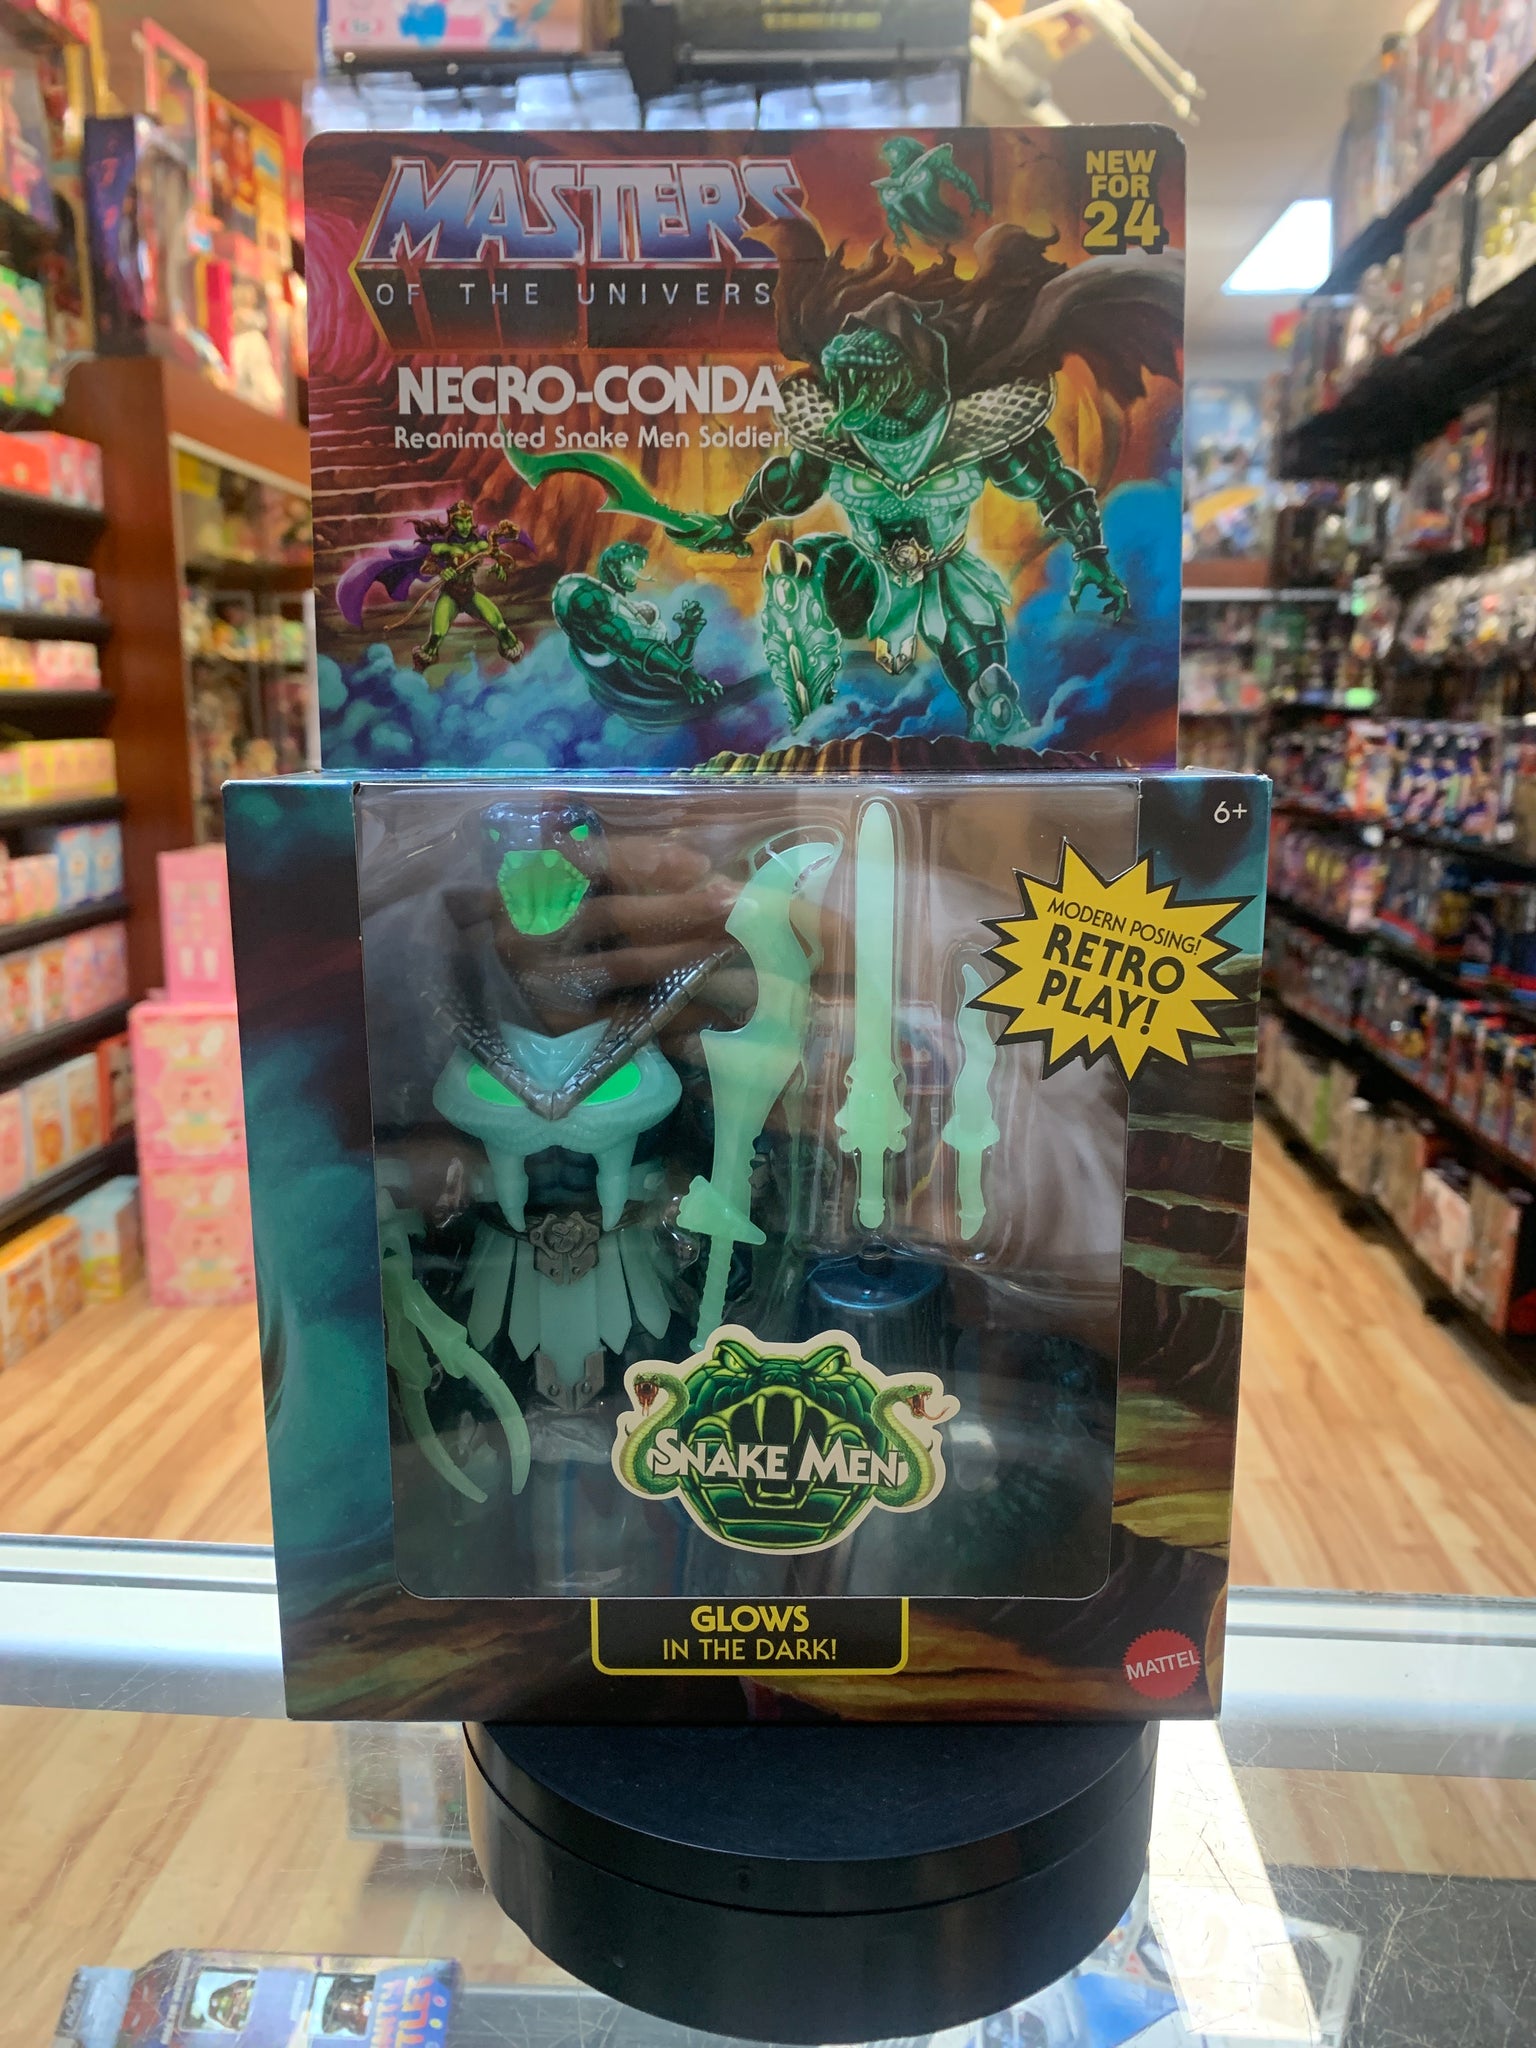 MASTERS
OF THE UNIVERS
NEW
FOR
24
NECRO-CONDA™
Reanimated Snake Men Soldier!
6+
MODERN POSING!
RETRO
PLAY!
SNAKE MEN
GLOWS
IN THE DARK!
MATTEL